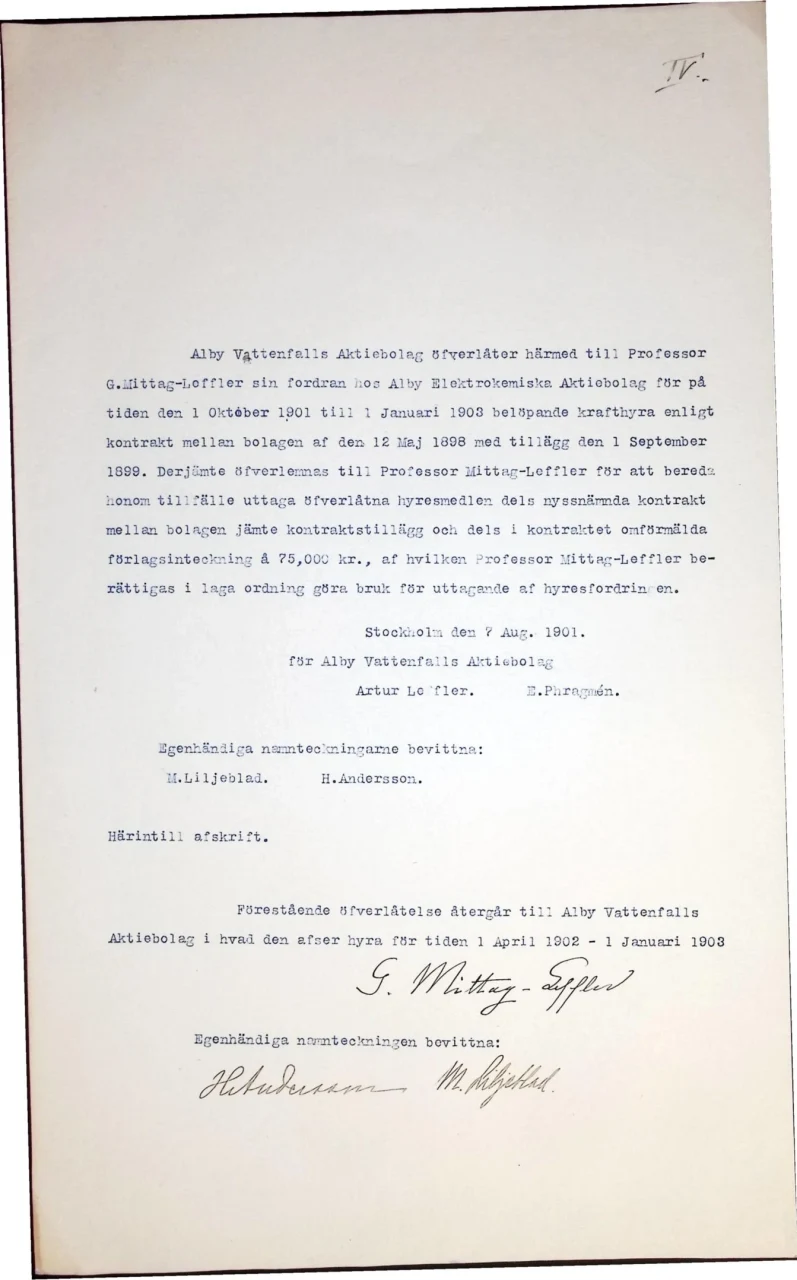 IV.
Alby Vattenfalls Aktiebolag öfverlåter härmed till Professor
G.Mittag-Leffler sin fordran hos Alby Elektrokemiska Aktiebolag för på
tiden den 1 Oktober 1901 till 1 Januari 1903 belöpande krafthyra enligt
kontrakt mellan bolagen af den 12 Maj 1898 med tillägg den 1 September
1899. Derjämte öfverlemnas till Professor Mittag-Leffler för att bereda
honom tillfälle uttaga öfverlåtna hyresmedlen dels nyssnämnda kontrakt
mellan bolagen jämte kontraktstillägg och dels i kontraktet omförmälda
förlagsinteckning å 75,000 kr., af hvilken Professor Mittag-Leffler be-
rättigas i laga ordning göra bruk för uttagande af hyresfordringen.
Stockholm den 7 Aug. 1901.
för Alby Vattenfalls Aktiebolag
Artur Leffler. E.Phragmén.
Egenhändiga namnteckningarne bevittna:
M.Liljeblad. H.Andersson.
Härintill afskrift.
Förestående öfverlåtelse återgår till Alby Vattenfalls
Aktiebolag i hvad den afser hyra för tiden 1 April 1902 - 1 Januari 1903
G. Mittag-Leffler
Egenhändiga namnteckningen bevittna:
H Andersson M. Liljeblad.